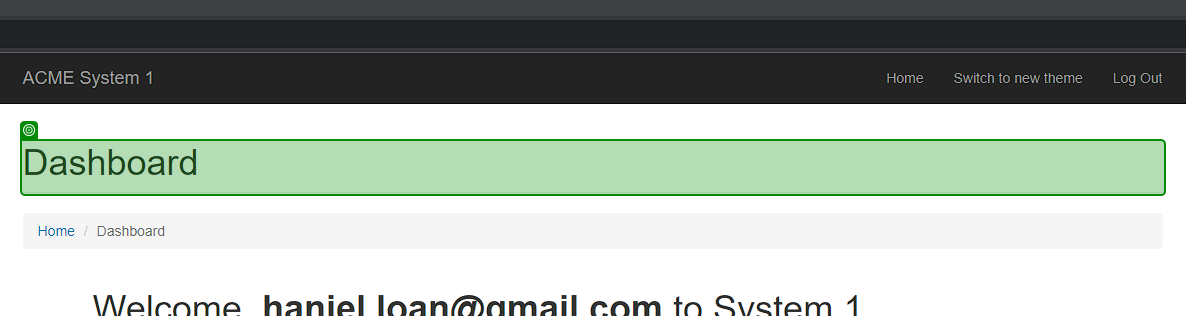 ACME System 1 Home Switch to new theme Log Out
Dashboard
Home / Dashboard
Welcome, haniel.loan@gmail.com to System 1